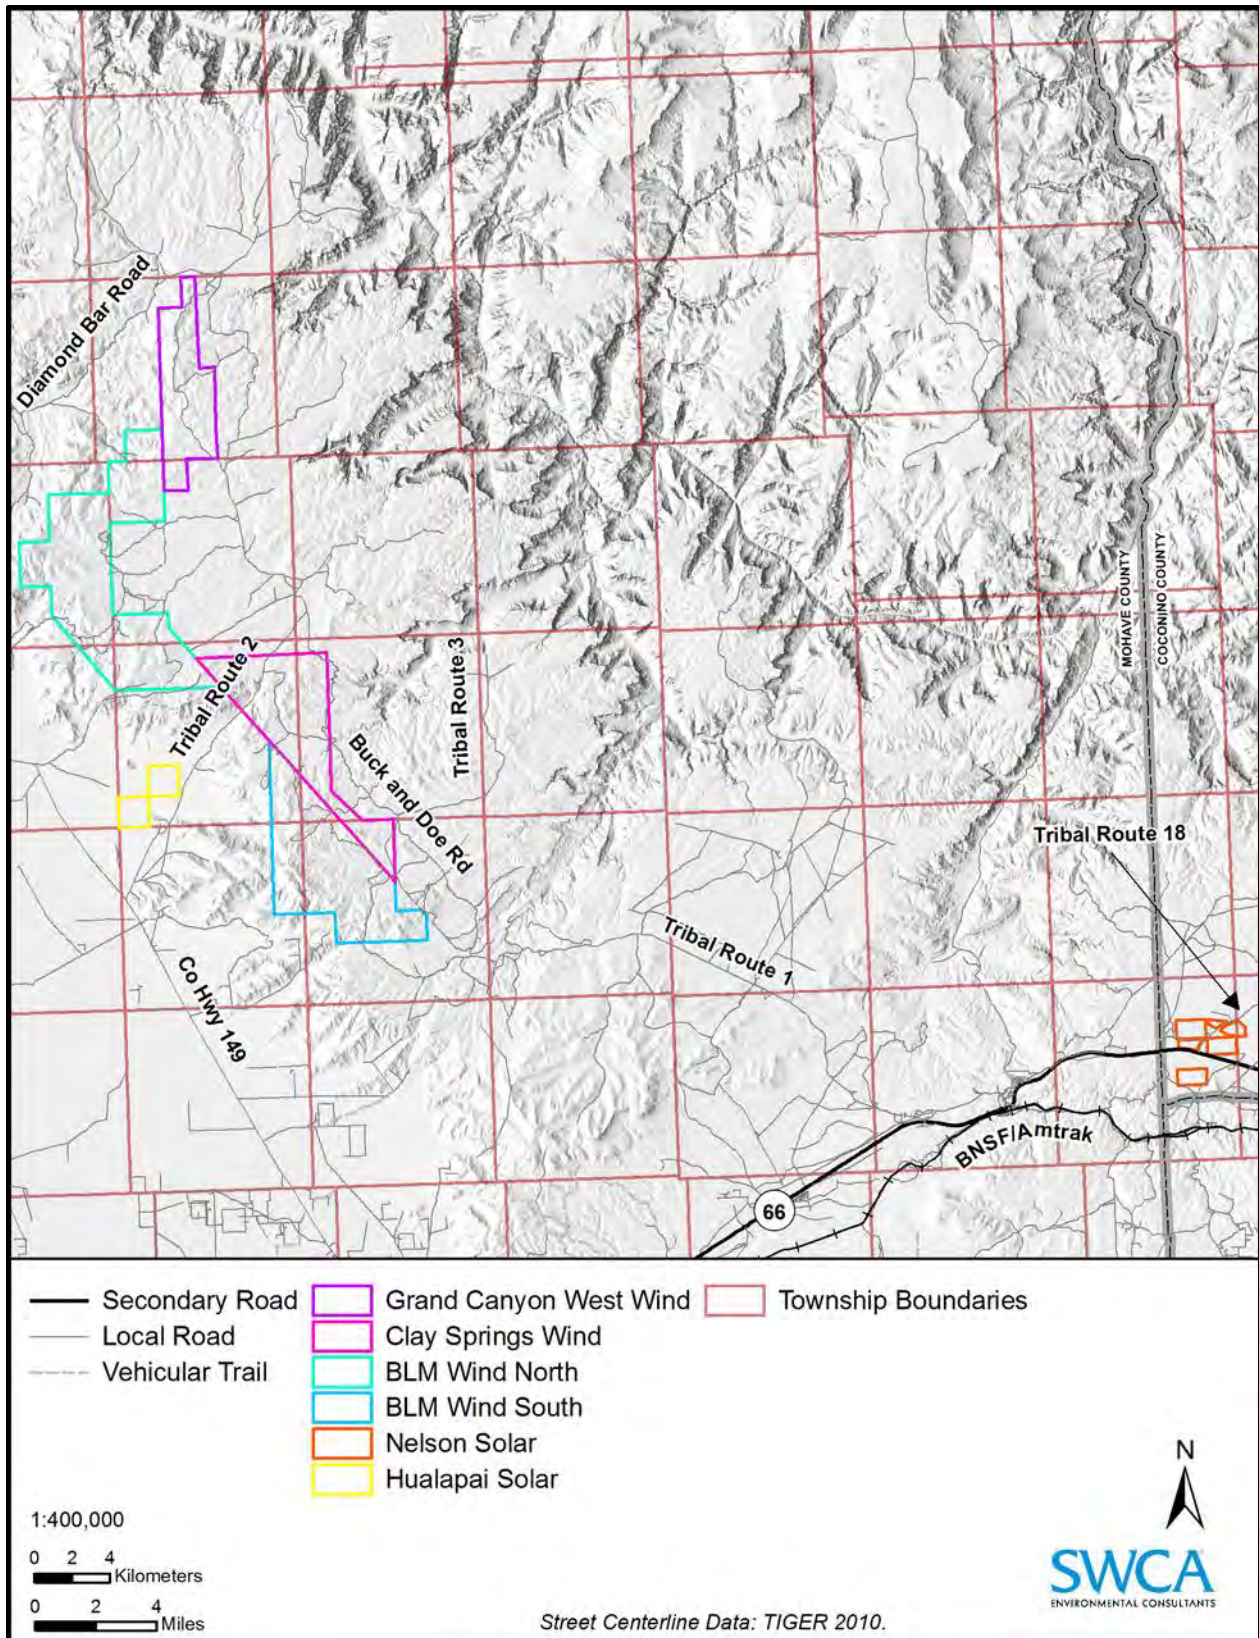 Diamond Bar Road
MOHAVE COUNTY
COCONINO COUNTY
Tribal Route 2
Tribal Route 3
Buck and Doe Rd
Tribal Route 18
Tribal Route 1
Co Hwy 149
BNSF/Amtrak
66
Secondary Road
Local Road
Vehicular Trail
Grand Canyon West Wind
Clay Springs Wind
BLM Wind North
BLM Wind South
Nelson Solar
Hualapai Solar
Township Boundaries
1:400,000
0 2 4
Kilometers
0 2 4
Miles
N
SWCA
ENVIRONMENTAL CONSULTANTS
Street Centerline Data: TIGER 2010.